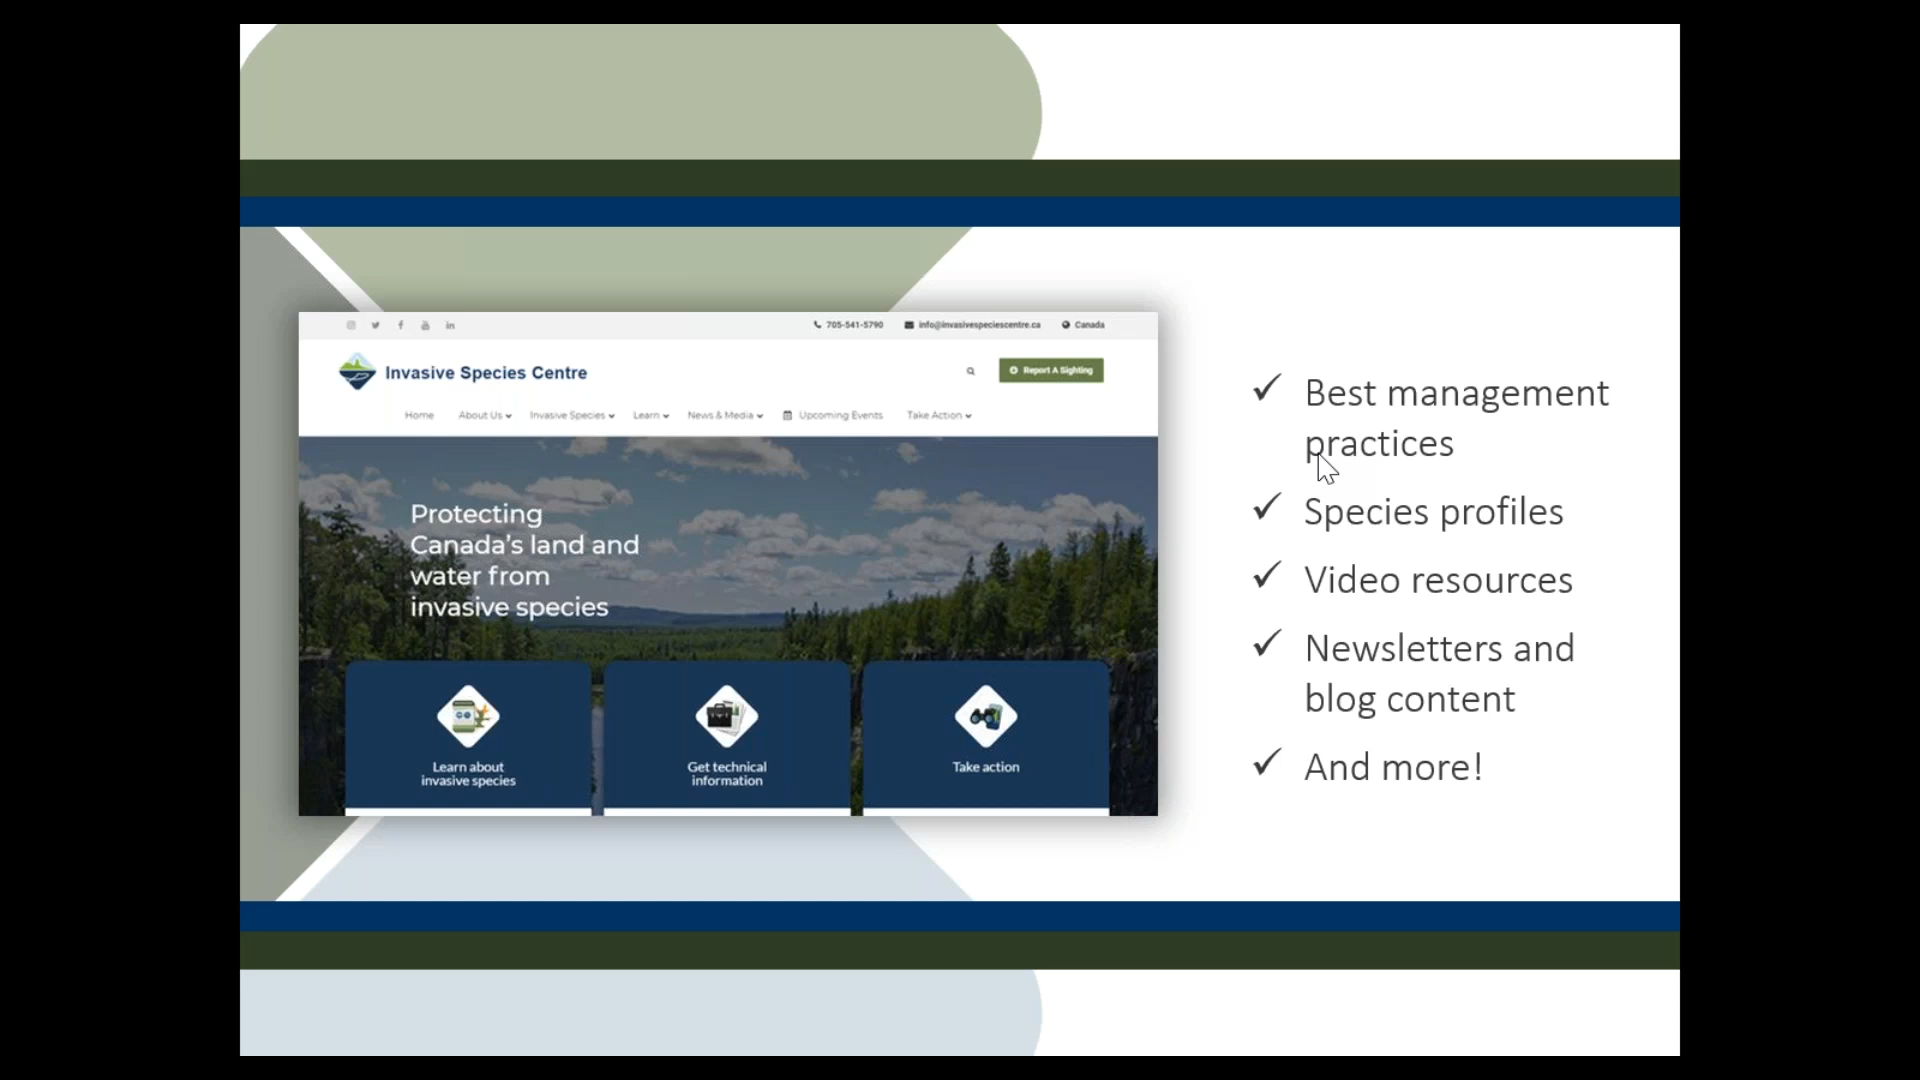 705-541-5790 info@invasivespeciescentre.ca Canada
Invasive Species Centre
Report A Sighting
Home About Us Invasive Species Learn News & Media Upcoming Events Take Action
Protecting
Canada's land and
water from
invasive species
Learn about
invasive species
Get technical
information
Take action
Best management
practices
Species profiles
Video resources
Newsletters and
blog content
And more!